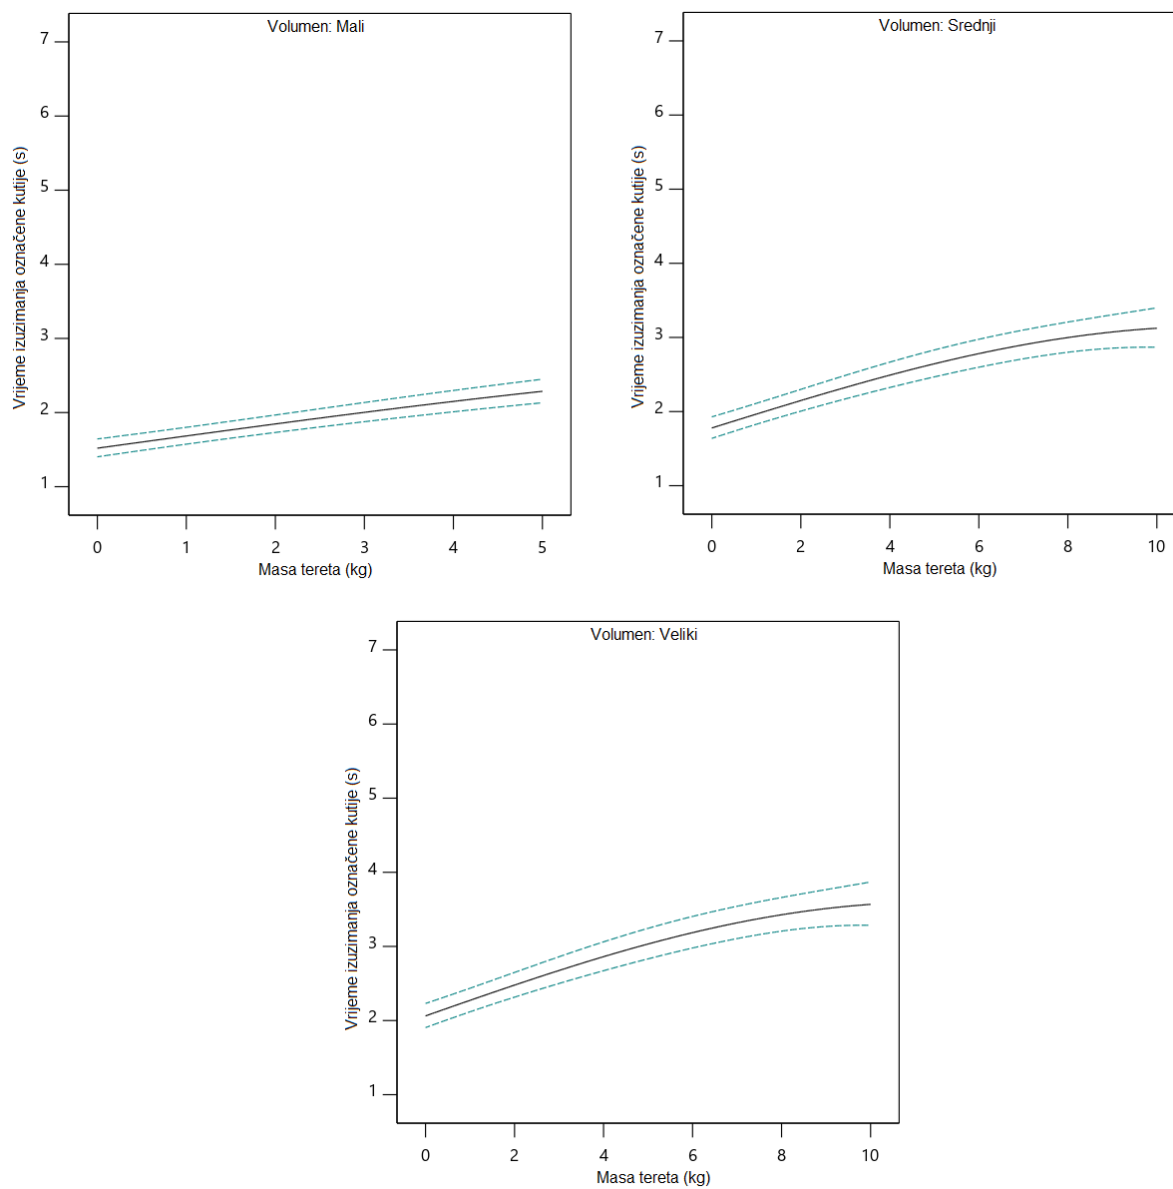 Volumen: Mali
Vrijeme izuzimanja označene kutije (s)
7
6
5
4
3
2
1
0 1 2 3 4 5
Masa tereta (kg)
Volumen: Srednji
Vrijeme izuzimanja označene kutije (s)
7
6
5
4
3
2
1
0 2 4 6 8 10
Masa tereta (kg)
Volumen: Veliki
Vrijeme izuzimanja označene kutije (s)
7
6
5
4
3
2
1
0 2 4 6 8 10
Masa tereta (kg)